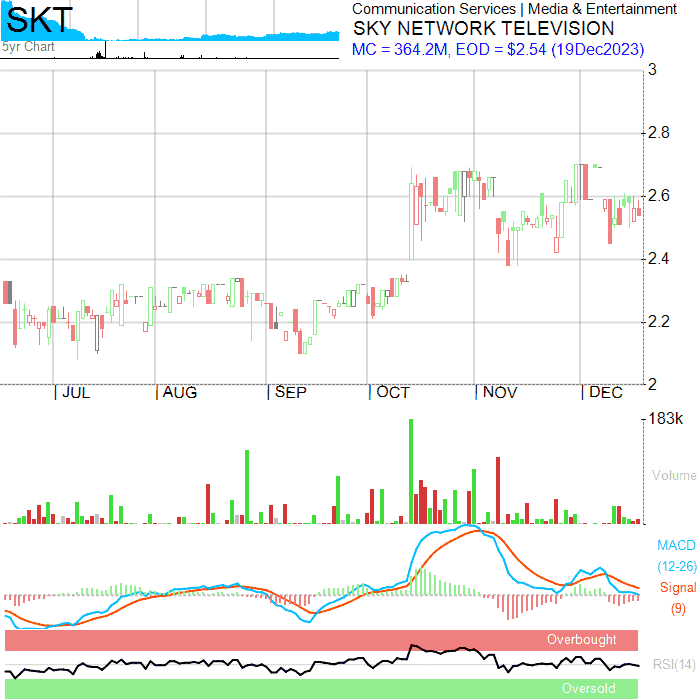 SKT
5yr Chart
Communication Services | Media & Entertainment
SKY NETWORK TELEVISION
MC = 364.2M, EOD = $2.54 (19Dec2023)
3
2.8
2.6
2.4
2.2
2
JUL AUG SEP OCT NOV DEC
183k
Volume
MACD
(12-26)
Signal
(9)
Overbought
RSI(14)
Oversold